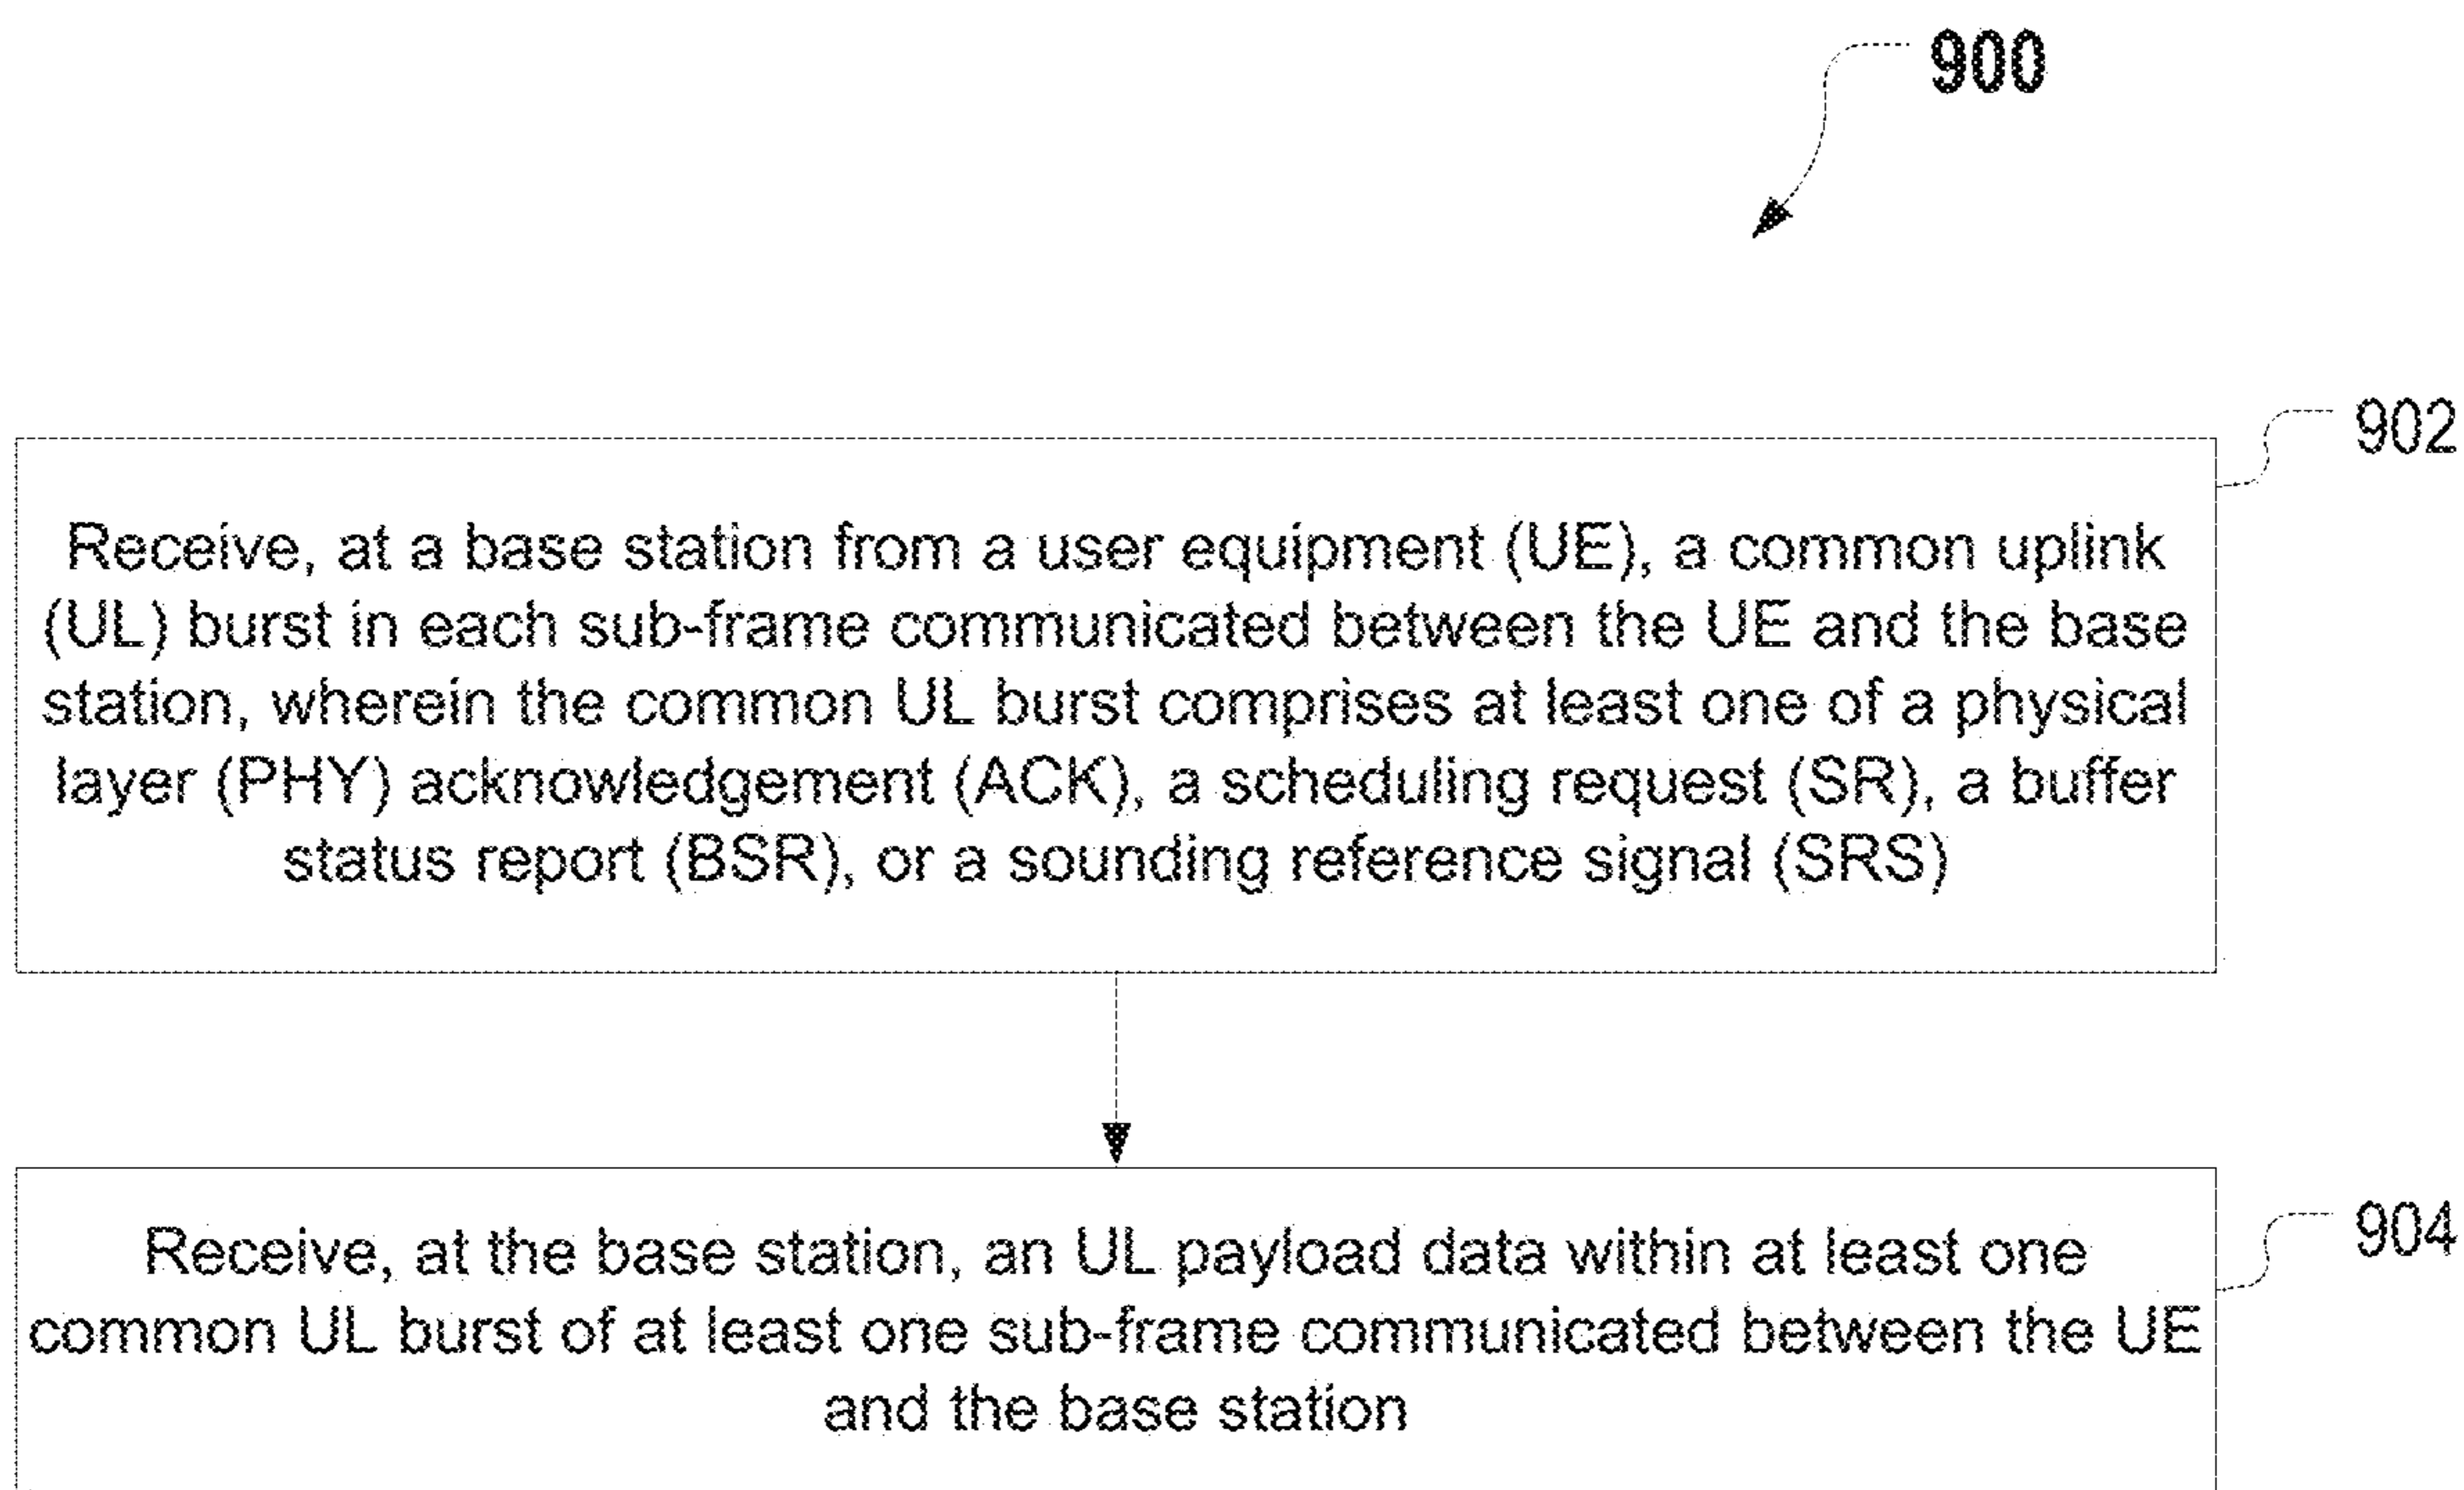 900
902
Receive, at a base station from a user equipment (UE), a common uplink
(UL) burst in each sub-frame communicated between the UE and the base
station, wherein the common UL burst comprises at least one of a physical
layer (PHY) acknowledgement (ACK), a scheduling request (SR), a buffer
status report (BSR), or a sounding reference signal (SRS)
904
Receive, at the base station, an UL payload data within at least one
common UL burst of at least one sub-frame communicated between the UE
and the base station